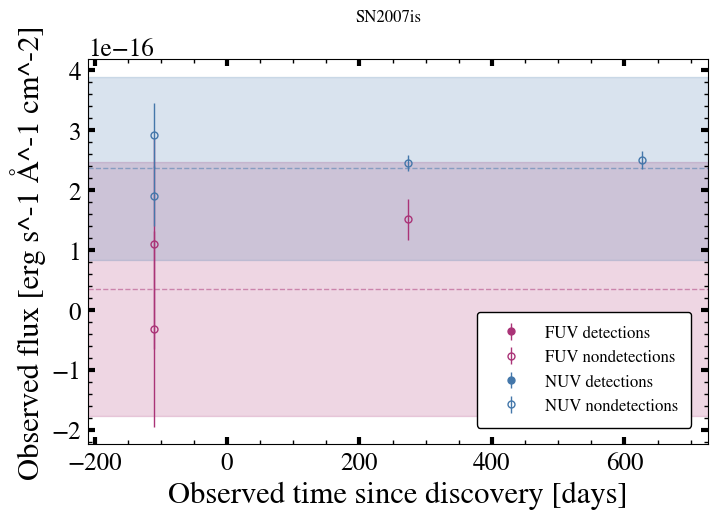 SN2007is
1e−16
4
3
2
1
0
−1
−2
Observed flux [erg s^-1 Å^-1 cm^-2]
FUV detections
FUV nondetections
NUV detections
NUV nondetections
−200 0 200 400 600
Observed time since discovery [days]